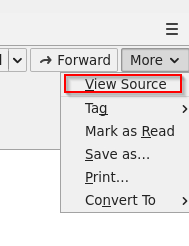 Forward
More
View Source
Tag
Mark as Read
Save as...
Print...
Convert To